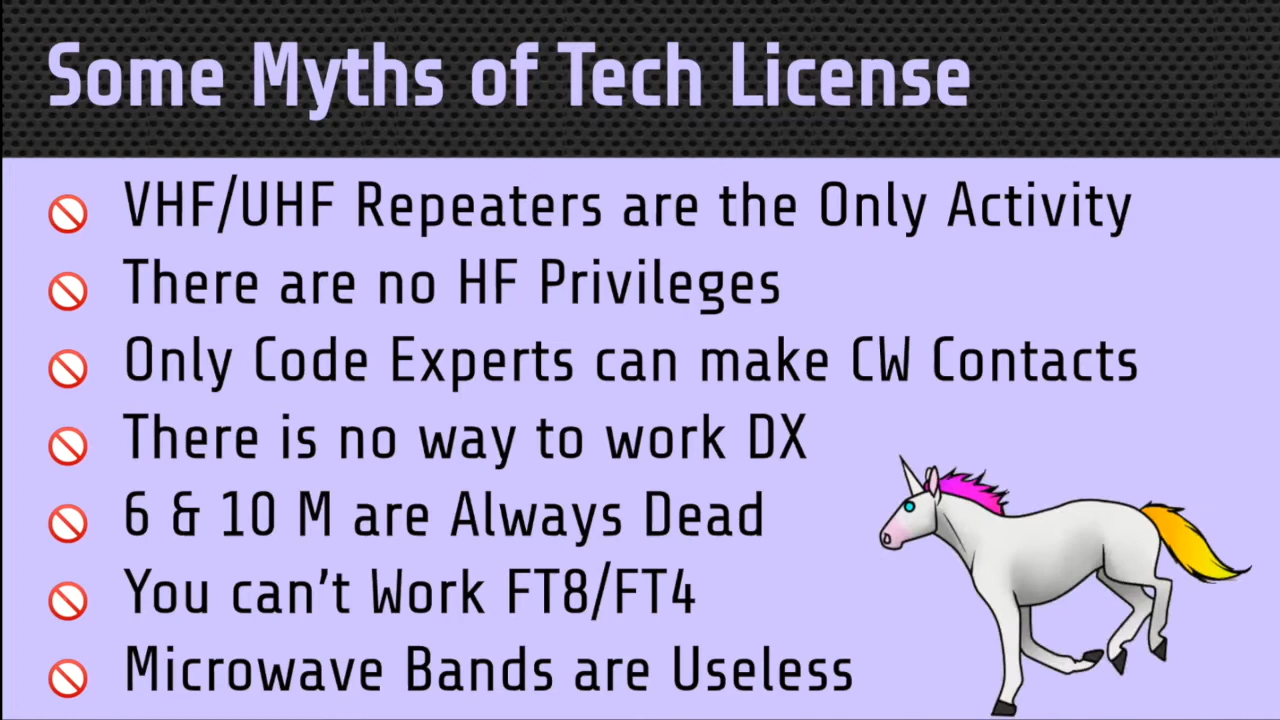 Some Myths of Tech License
VHF/UHF Repeaters are the Only Activity
There are no HF Privileges
Only Code Experts can make CW Contacts
There is no way to work DX
6 & 10 M are Always Dead
You can’t Work FT8/FT4
Microwave Bands are Useless